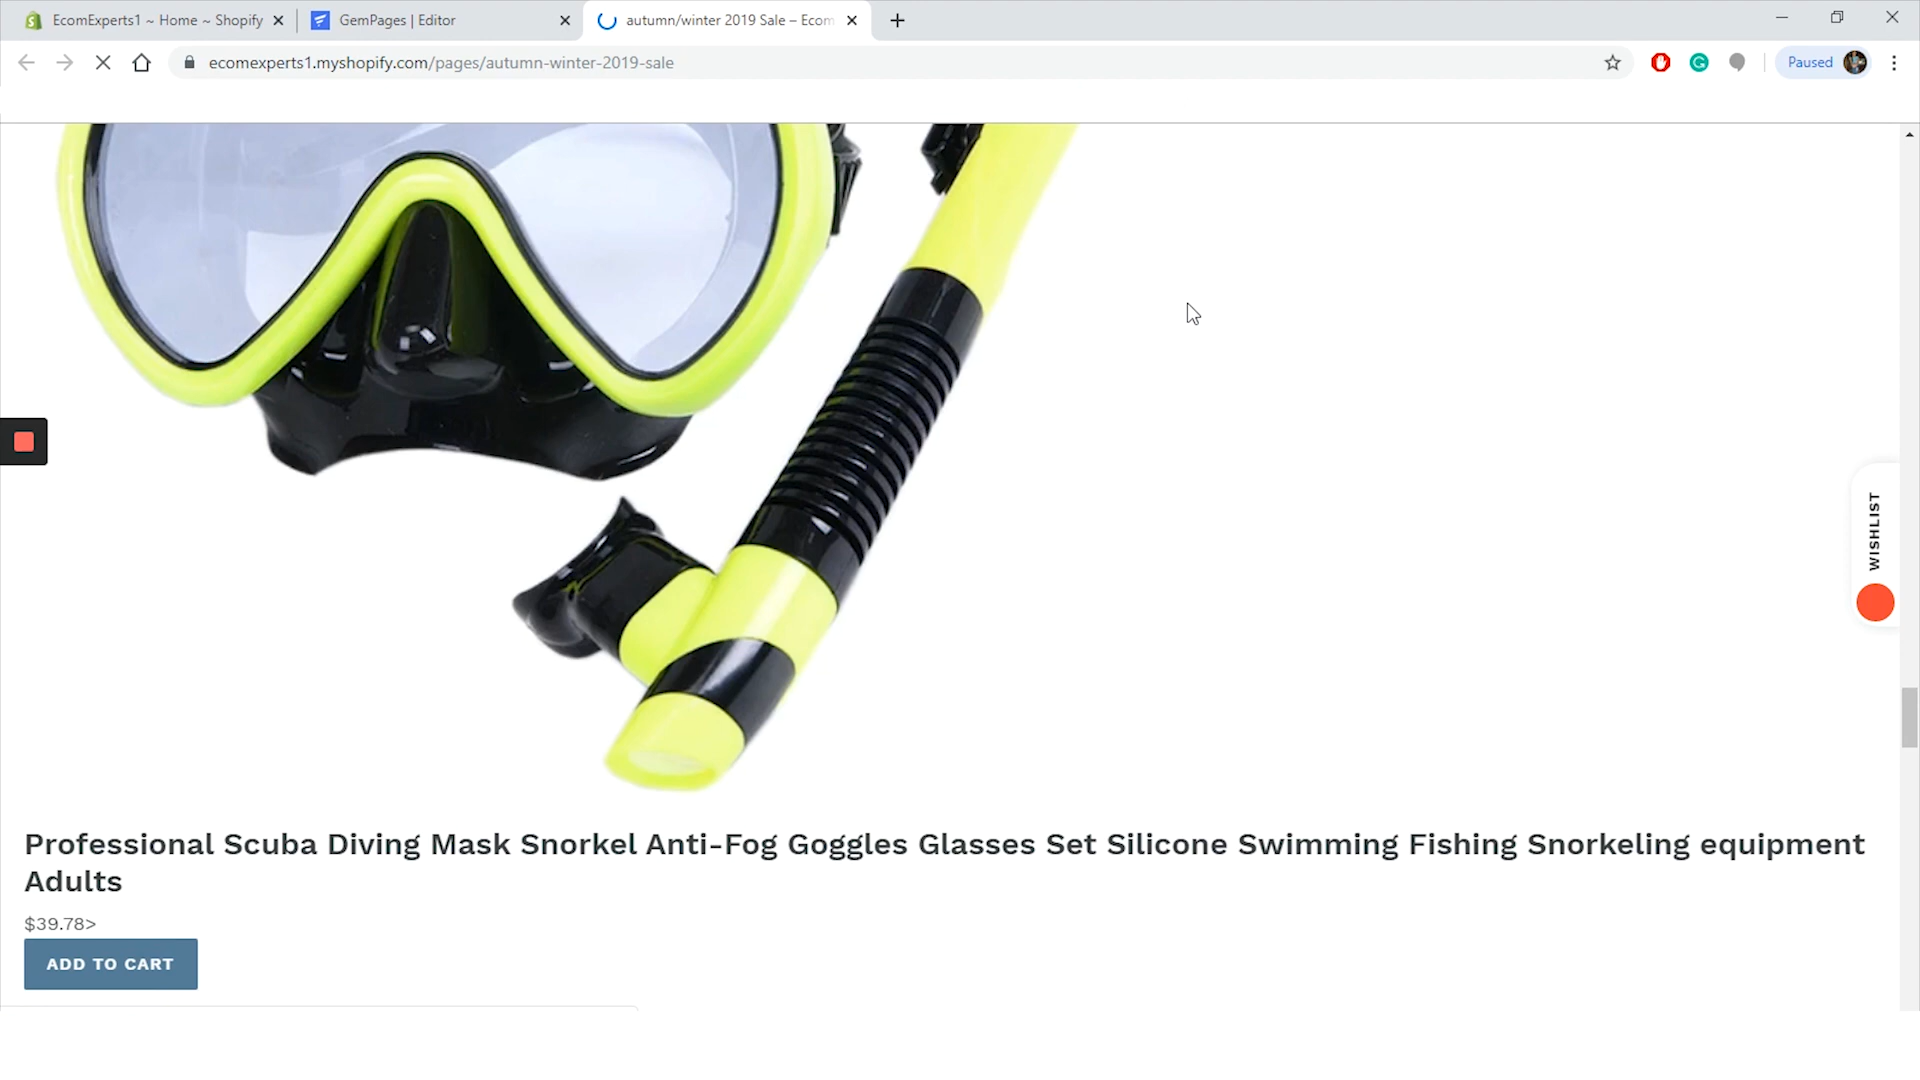 EcomExperts1 ~ Home ~ Shopify
GemPages | Editor
autumn/winter 2019 Sale – Ecom
ecomexperts1.myshopify.com/pages/autumn-winter-2019-sale
Paused
WISHLIST
Professional Scuba Diving Mask Snorkel Anti-Fog Goggles Glasses Set Silicone Swimming Fishing Snorkeling equipment
Adults
$39.78>
ADD TO CART